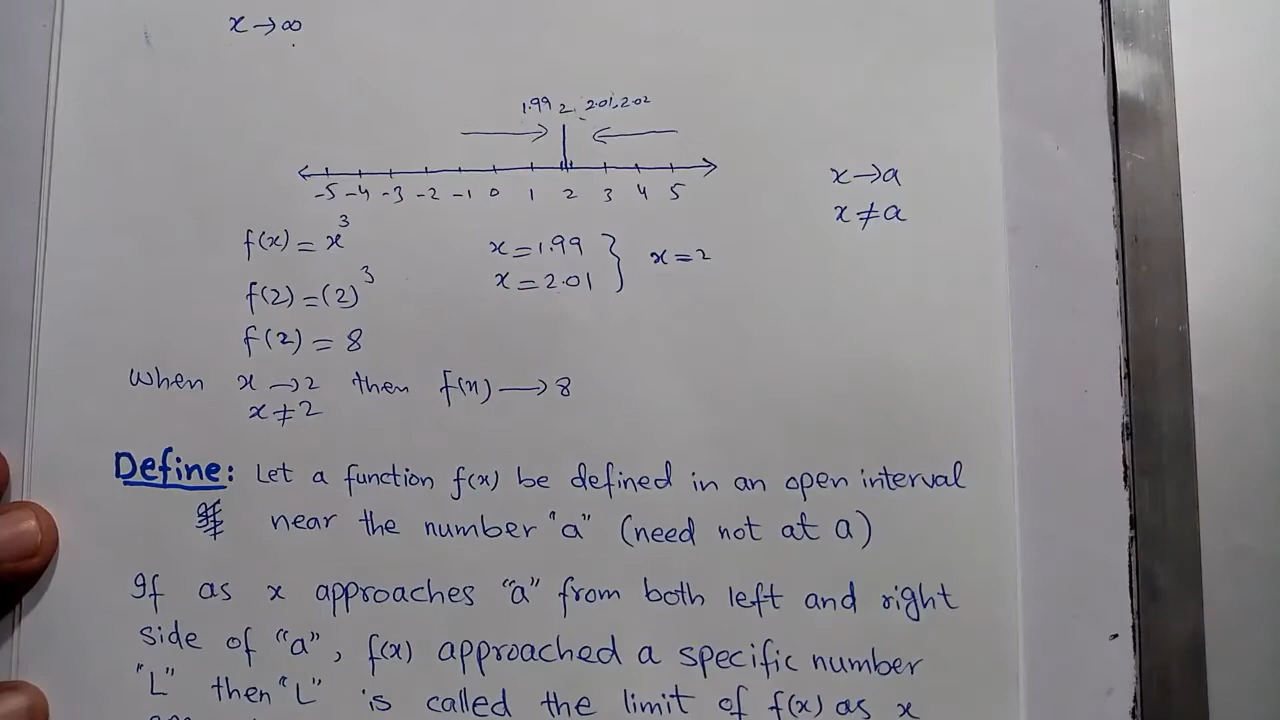 x→∞
1.99 2, 2.01, 2.02
-5 -4 -3 -2 -1 0 1 2 3 4 5
x→a
x≠a
f(x) = x³
x = 1.99
x = 2.01 } x = 2
f(2) = (2)³
f(2) = 8
When x →2 then f(x) → 8
x≠2
Define: Let a function f(x) be defined in an open interval
near the number "a" (need not at a)
If as x approaches "a" from both left and right
side of "a", f(x) approached a specific number
"L" then "L" is called the limit of f(x) as x